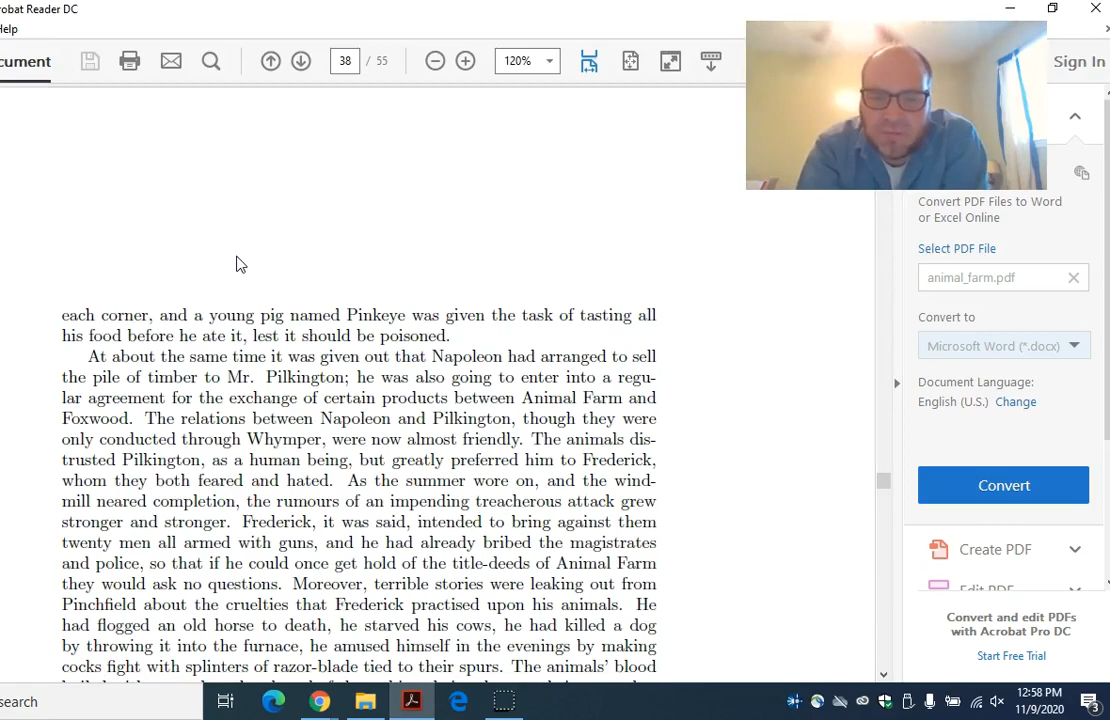 crobat Reader DC
Help
cument
38 / 55
120%
Sign In
Convert PDF Files to Word
or Excel Online
Select PDF File
animal_farm.pdf
Convert to
Microsoft Word (*.docx)
Document Language:
English (U.S.) Change
Convert
Create PDF
Edit PDF
Convert and edit PDFs
with Acrobat Pro DC
Start Free Trial
each corner, and a young pig named Pinkeye was given the task of tasting all
his food before he ate it, lest it should be poisoned.
At about the same time it was given out that Napoleon had arranged to sell
the pile of timber to Mr. Pilkington; he was also going to enter into a regu-
lar agreement for the exchange of certain products between Animal Farm and
Foxwood. The relations between Napoleon and Pilkington, though they were
only conducted through Whymper, were now almost friendly. The animals dis-
trusted Pilkington, as a human being, but greatly preferred him to Frederick,
whom they both feared and hated. As the summer wore on, and the wind-
mill neared completion, the rumours of an impending treacherous attack grew
stronger and stronger. Frederick, it was said, intended to bring against them
twenty men all armed with guns, and he had already bribed the magistrates
and police, so that if he could once get hold of the title-deeds of Animal Farm
they would ask no questions. Moreover, terrible stories were leaking out from
Pinchfield about the cruelties that Frederick practised upon his animals. He
had flogged an old horse to death, he starved his cows, he had killed a dog
by throwing it into the furnace, he amused himself in the evenings by making
cocks fight with splinters of razor-blade tied to their spurs. The animals' blood
search
12:58 PM
11/9/2020
3